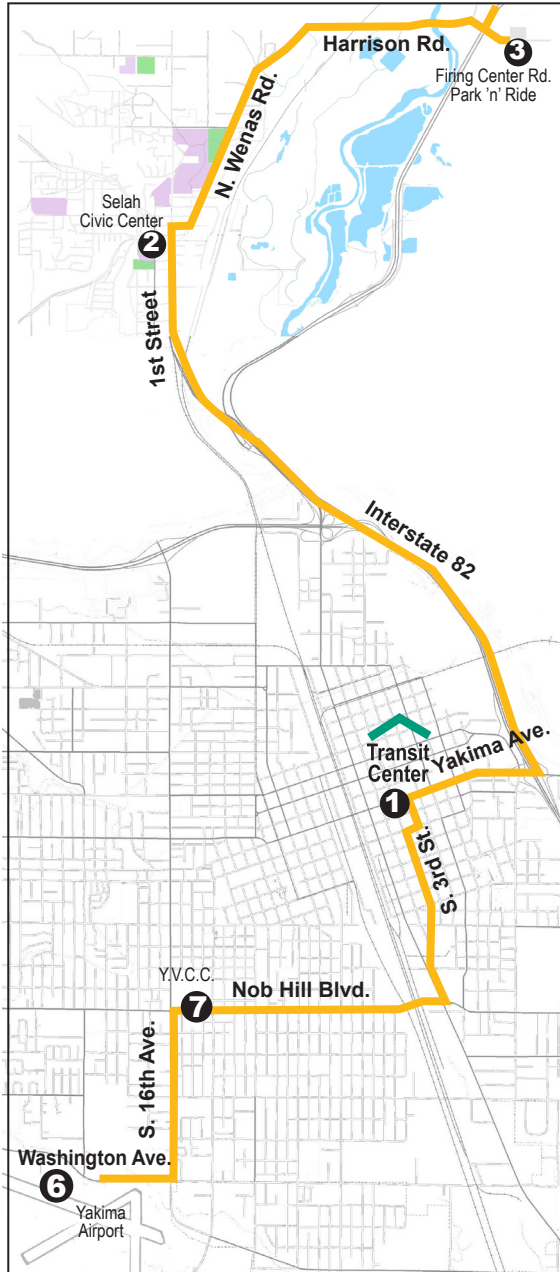 Harrison Rd.
3
Firing Center Rd.
Park 'n' Ride
N. Wenas Rd.
Selah
Civic Center
2
1st Street
Interstate 82
Transit
Center
1
Yakima Ave.
S. 3rd St.
Y.V.C.C.
7
Nob Hill Blvd.
S. 16th Ave.
Washington Ave.
6
Yakima
Airport